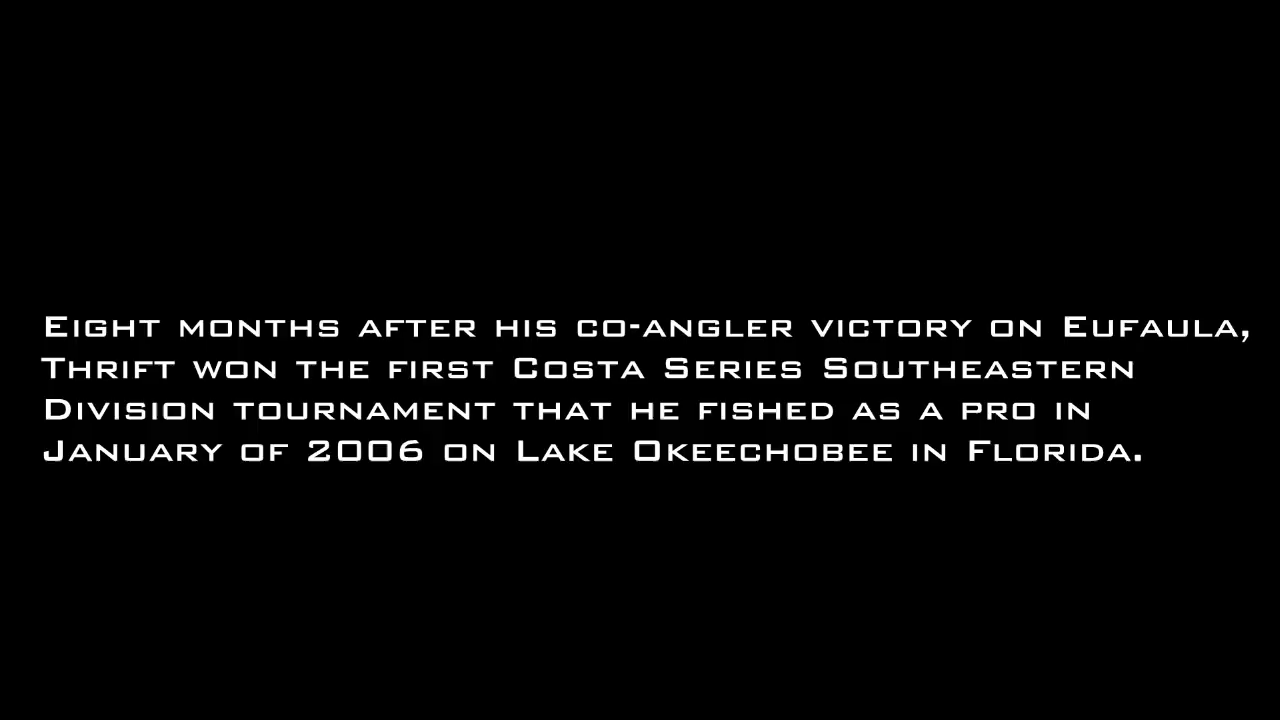 Eight months after his co-angler victory on Eufaula,
Thrift won the first Costa Series Southeastern
Division tournament that he fished as a pro in
January of 2006 on Lake Okeechobee in Florida.